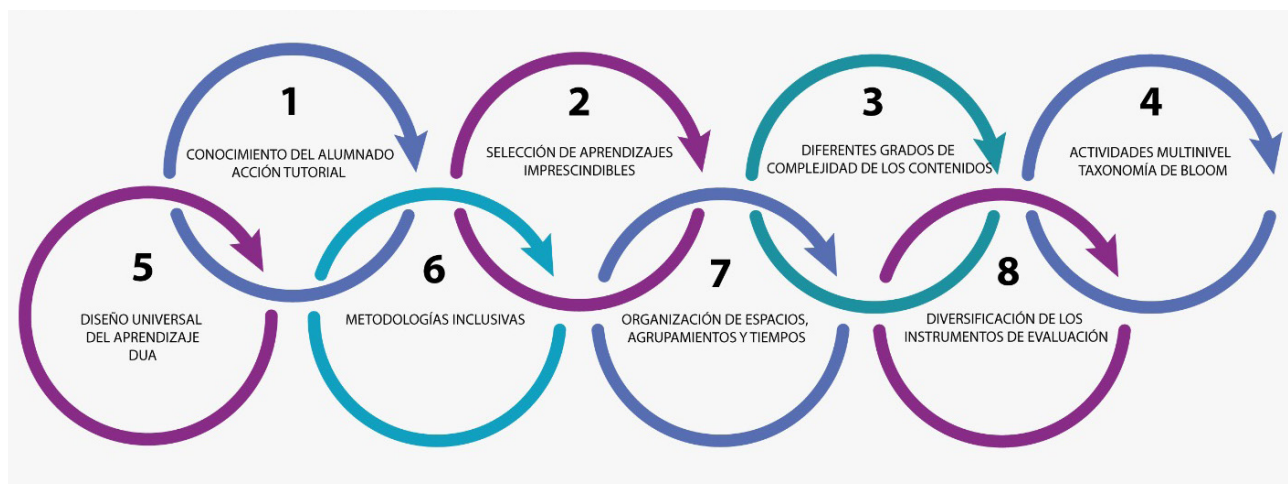 1
CONOCIMIENTO DEL ALUMNADO
ACCIÓN TUTORIAL
2
SELECCIÓN DE APRENDIZAJES
IMPRESCINDIBLES
3
DIFERENTES GRADOS DE
COMPLEJIDAD DE LOS CONTENIDOS
4
ACTIVIDADES MULTINIVEL
TAXONOMÍA DE BLOOM
5
DISEÑO UNIVERSAL
DEL APRENDIZAJE
DUA
6
METODOLOGÍAS INCLUSIVAS
7
ORGANIZACIÓN DE ESPACIOS,
AGRUPAMIENTOS Y TIEMPOS
8
DIVERSIFICACIÓN DE LOS
INSTRUMENTOS DE EVALUACIÓN